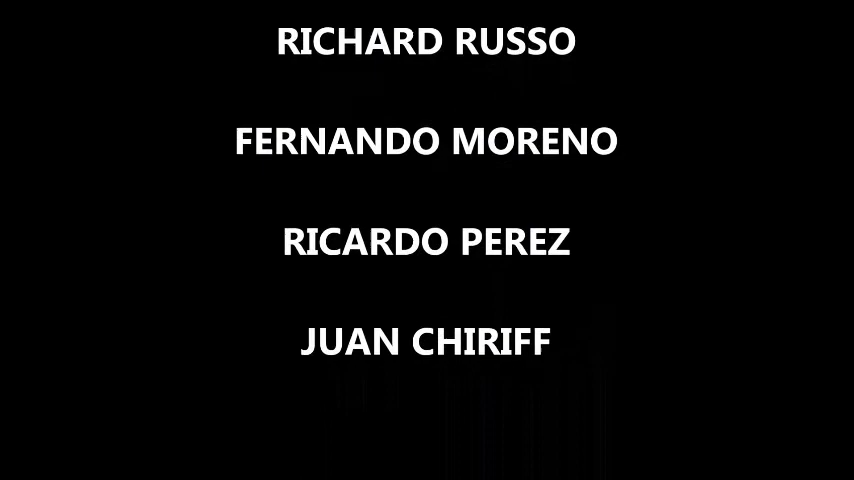 RICHARD RUSSO
FERNANDO MORENO
RICARDO PEREZ
JUAN CHIRIFF